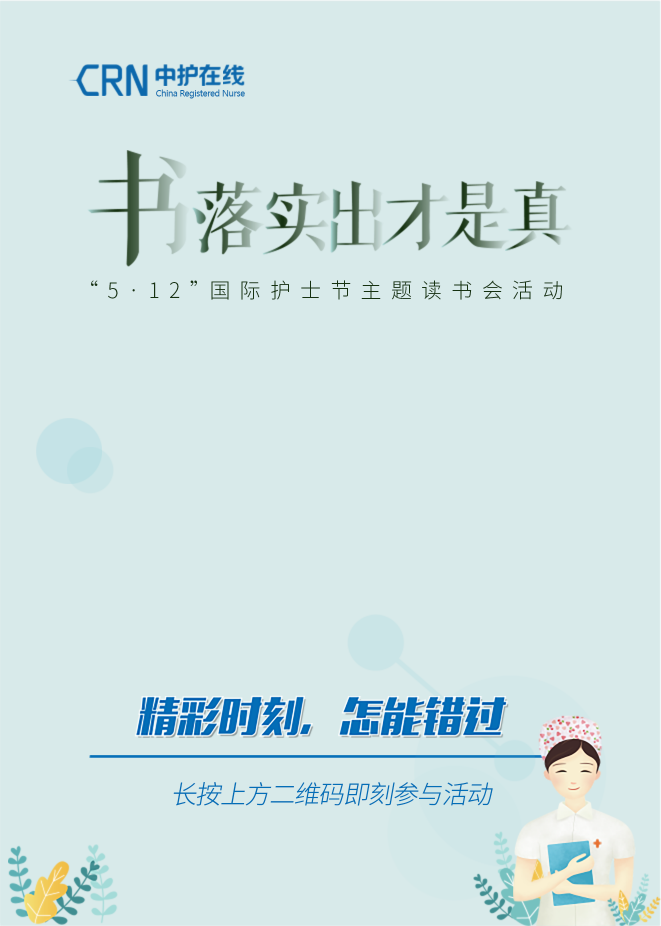 CRN 中护在线
China Registered Nurse
书落实出才是真
“5·12”国际护士节主题读书会活动
精彩时刻，怎能错过
长按上方二维码即刻参与活动